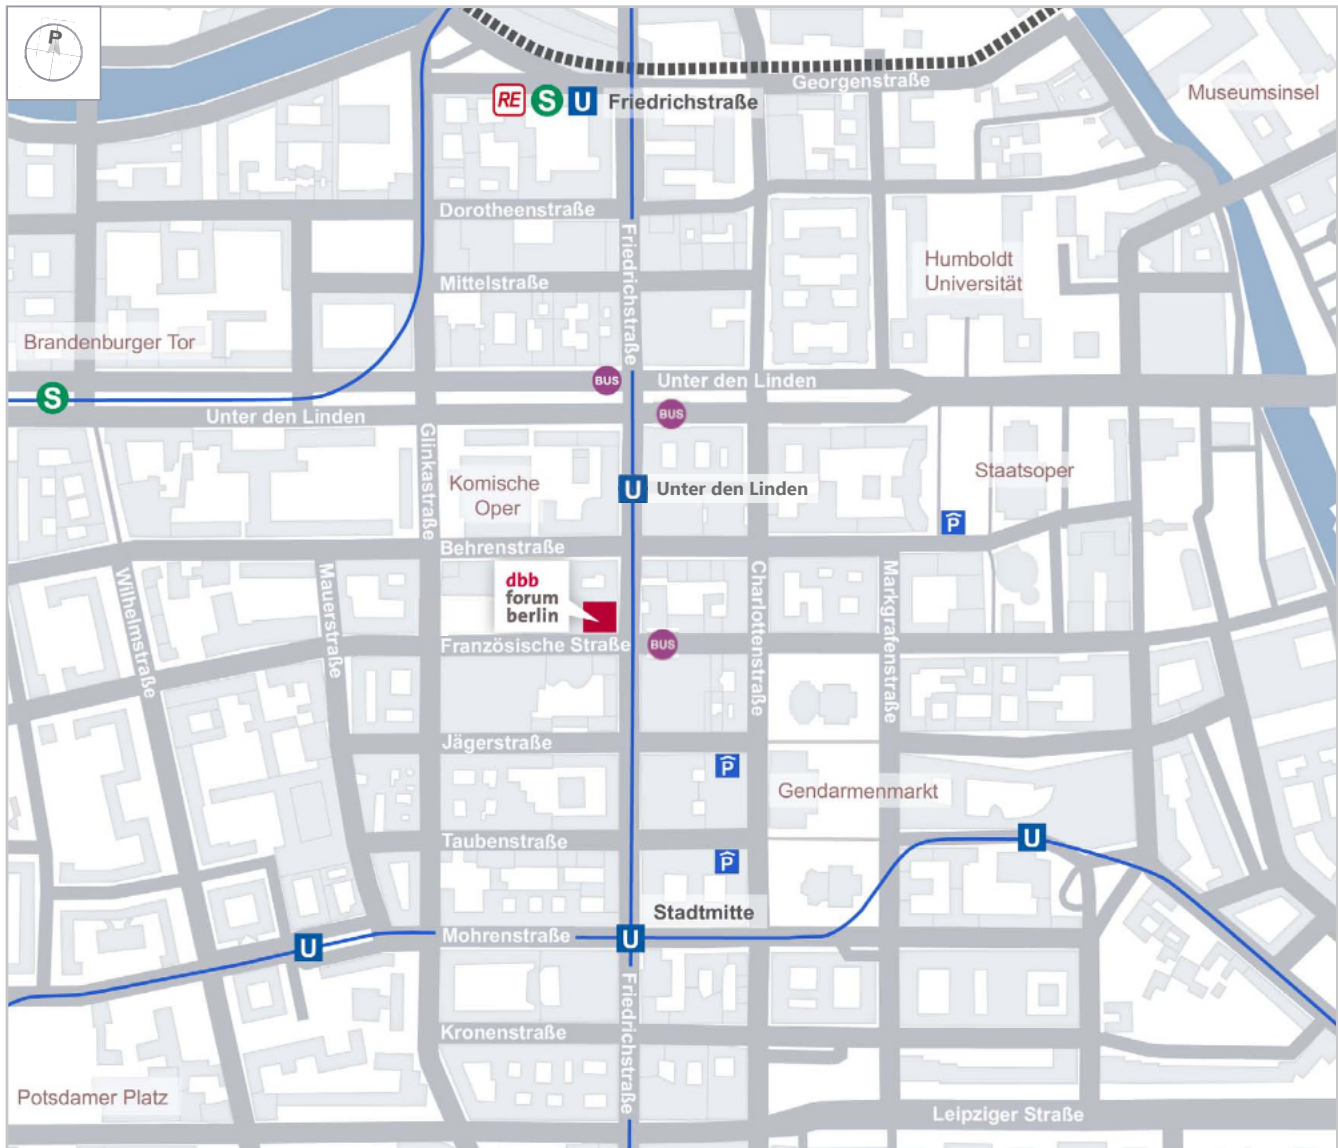 P
Georgenstraße
RE S U Friedrichstraße
Museumsinsel
Dorotheenstraße
Friedrichstraße
Humboldt
Universität
Mittelstraße
Brandenburger Tor
BUS
Unter den Linden
S
Unter den Linden
BUS
Glinkastraße
Komische
Oper
U Unter den Linden
Staatsoper
P
Behrenstraße
dbb
forum
berlin
Wilhelmstraße
Mauerstraße
Charlottenstraße
Markgrafenstraße
Französische Straße
BUS
Jägerstraße
P
Gendarmenmarkt
Taubenstraße
U
P
Stadtmitte
Mohrenstraße
U
U
Friedrichstraße
Kronenstraße
Potsdamer Platz
Leipziger Straße